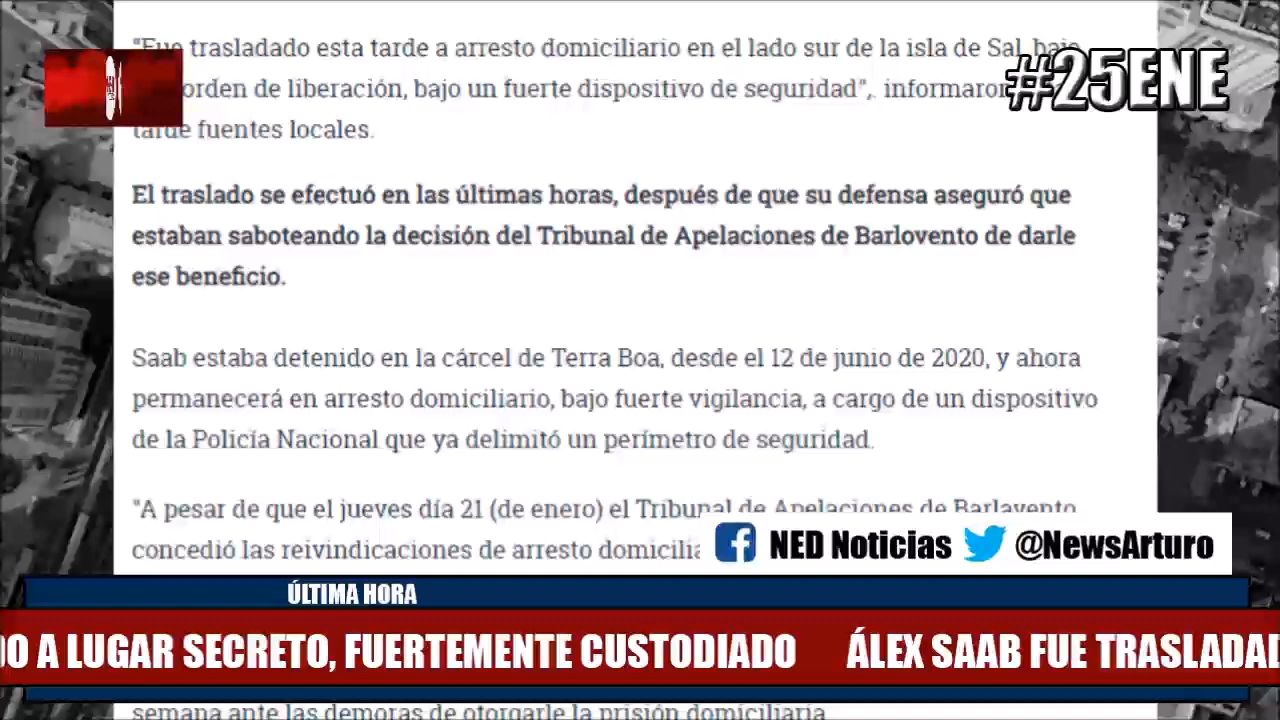 "Fue trasladado esta tarde a arresto domiciliario en el lado sur de la isla de Sal, bajo
#25ENE
orden de liberación, bajo un fuerte dispositivo de seguridad", informaron
tarde fuentes locales.
El traslado se efectuó en las últimas horas, después de que su defensa aseguró que
estaban saboteando la decisión del Tribunal de Apelaciones de Barlovento de darle
ese beneficio.
Saab estaba detenido en la cárcel de Terra Boa, desde el 12 de junio de 2020, y ahora
permanecerá en arresto domiciliario, bajo fuerte vigilancia, a cargo de un dispositivo
de la Policía Nacional que ya delimitó un perímetro de seguridad.
"A pesar de que el jueves día 21 (de enero) el Tribunal de Apelaciones de Barlavento
concedió las reivindicaciones de arresto domicilia
NED Noticias @NewsArturo
ÚLTIMA HORA
DO A LUGAR SECRETO, FUERTEMENTE CUSTODIADO ÁLEX SAAB FUE TRASLADAD
semana ante las demoras de otorgarle la prisión domiciliaria